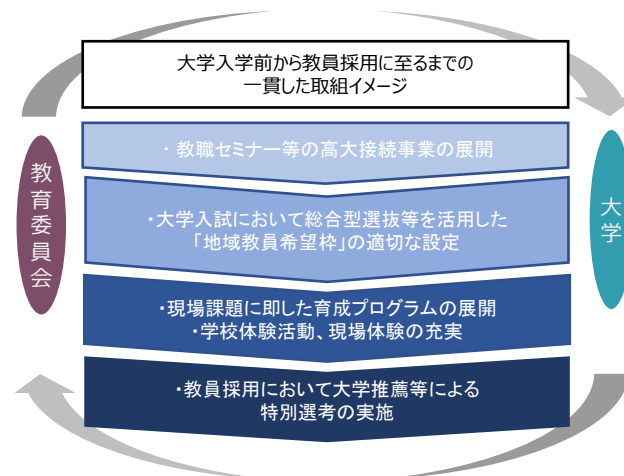 大学入学前から教員採用に至るまでの
一貫した取組イメージ
教育委員会
・教職セミナー等の高大接続事業の展開
・大学入試において総合型選抜等を活用した
「地域教員希望枠」の適切な設定
・現場課題に即した育成プログラムの展開
・学校体験活動、現場体験の充実
・教員採用において大学推薦等による
特別選考の実施
大学